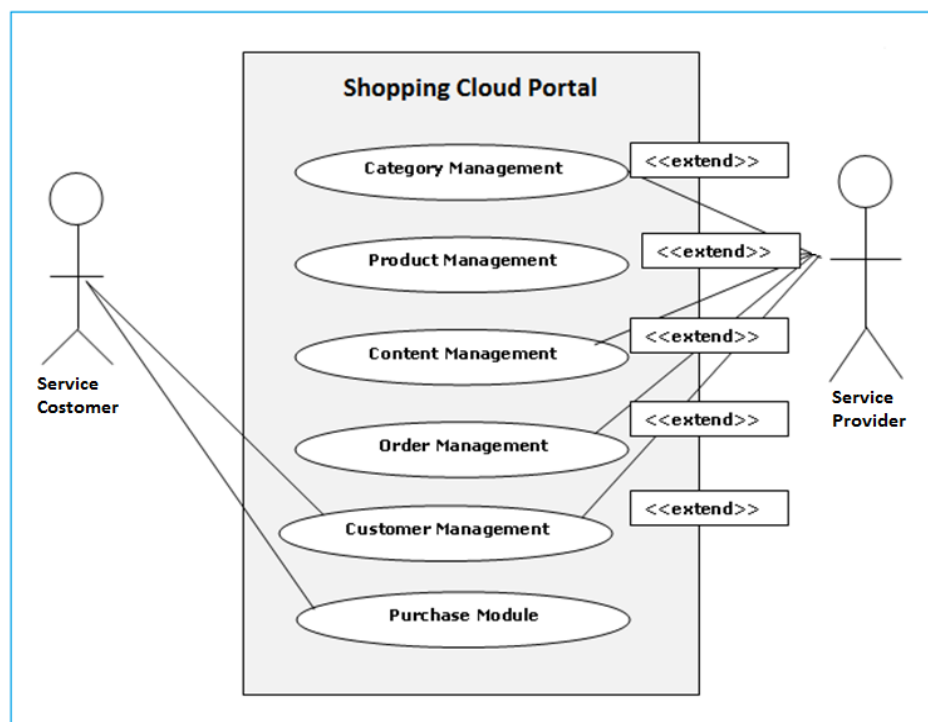 Shopping Cloud Portal
Category Management
<<extend>>
Product Management
<<extend>>
Content Management
<<extend>>
Service
Costomer
Service
Provider
Order Management
<<extend>>
Customer Management
<<extend>>
Purchase Module